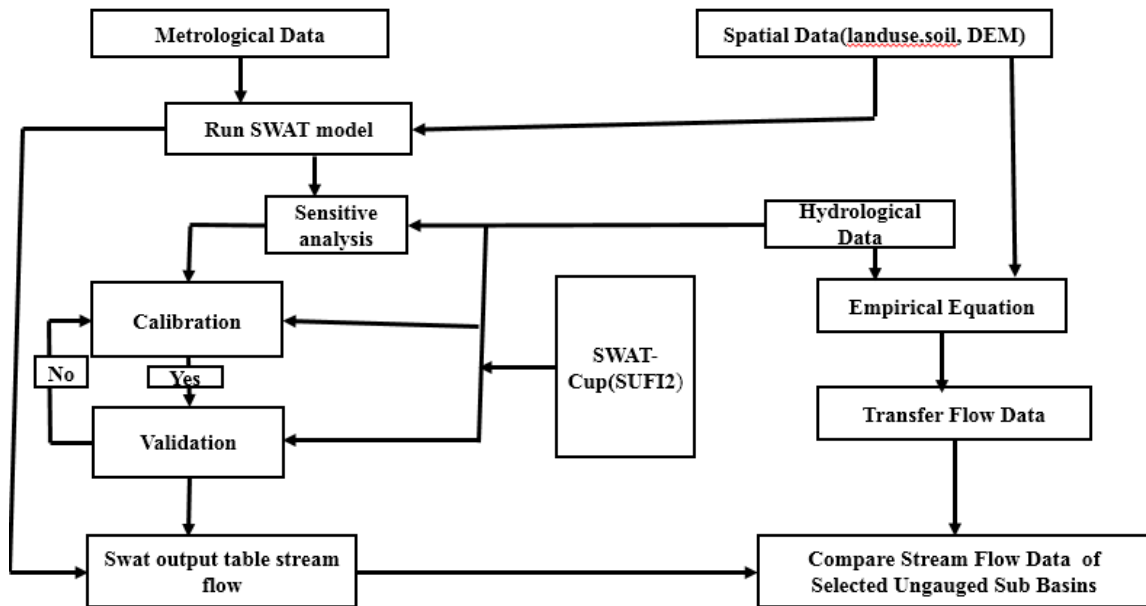 Metrological Data
Spatial Data(landuse,soil, DEM)
Run SWAT model
Sensitive
analysis
Hydrological
Data
Calibration
Empirical Equation
SWAT-
Cup(SUFI2)
No
Yes
Transfer Flow Data
Validation
Swat output table stream
flow
Compare Stream Flow Data of
Selected Ungauged Sub Basins